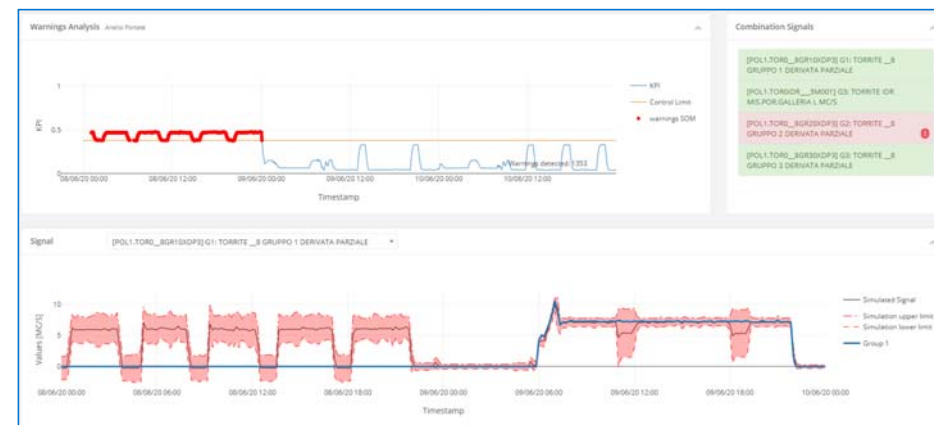 Warnings Analysis Analisi Portate
Combination Signals
[POL1.TOR0__8GR10XDP3] G1: TORRITE __8
GRUPPO 1 DERIVATA PARZIALE
[POL1.TOR0IDR___3M001] G3: TORRITE IDR
MIS.POR.GALLERIA L MC/S
[POL1.TOR0__8GR20XDP3] G2: TORRITE __8
GRUPPO 2 DERIVATA PARZIALE
[POL1.TOR0__8GR30XDP3] G3: TORRITE __8
GRUPPO 3 DERIVATA PARZIALE
1
0.5
0
KPI
KPI
Control Limit
warnings SOM
Warnings detected: 1353
08/06/20 00:00 08/06/20 12:00 09/06/20 00:00 09/06/20 12:00 10/06/20 00:00 10/06/20 12:00
Timestamp
Signal [POL1.TOR0__8GR10XDP3] G1: TORRITE __8 GRUPPO 1 DERIVATA PARZIALE
10
5
0
Values [MC/S]
Simulated Signal
Simulation upper limit
Simulation lower limit
Group 1
08/06/20 00:00 08/06/20 06:00 08/06/20 12:00 08/06/20 18:00 09/06/20 00:00 09/06/20 06:00 09/06/20 12:00 09/06/20 18:00 10/06/20 00:00
Timestamp